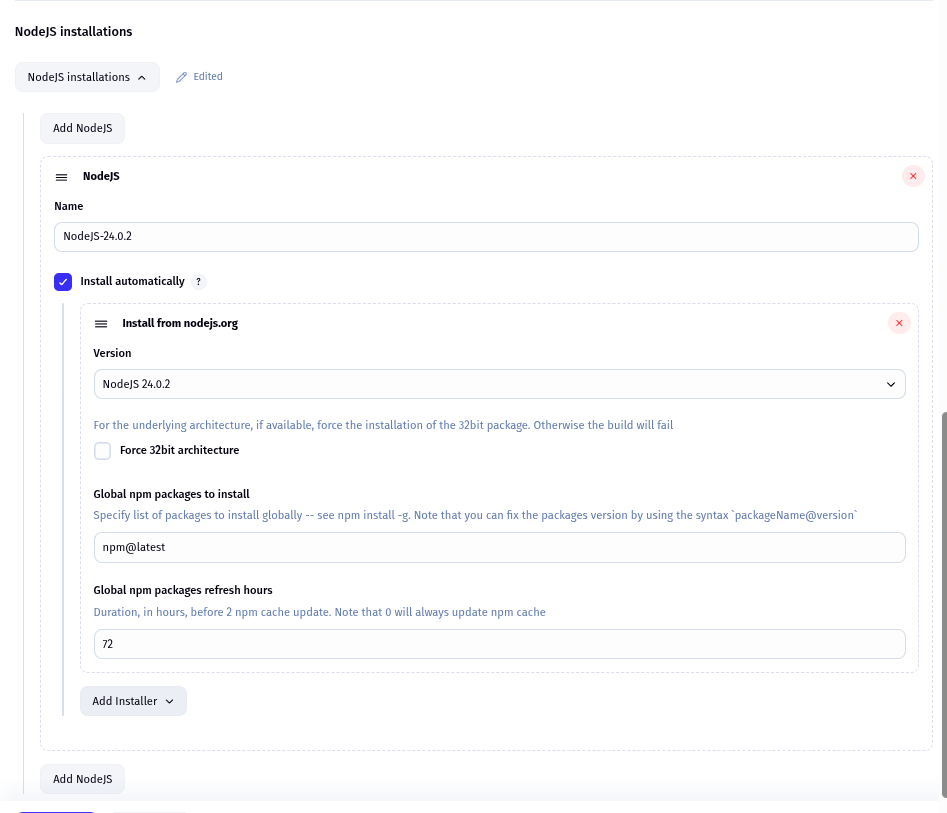 NodeJS installations
NodeJS installations
Edited
Add NodeJS
NodeJS
Name
NodeJS-24.0.2
Install automatically ?
Install from nodejs.org
Version
NodeJS 24.0.2
For the underlying architecture, if available, force the installation of the 32bit package. Otherwise the build will fail
Force 32bit architecture
Global npm packages to install
Specify list of packages to install globally -- see npm install -g. Note that you can fix the packages version by using the syntax `packageName@version`
npm@latest
Global npm packages refresh hours
Duration, in hours, before 2 npm cache update. Note that 0 will always update npm cache
72
Add Installer
Add NodeJS